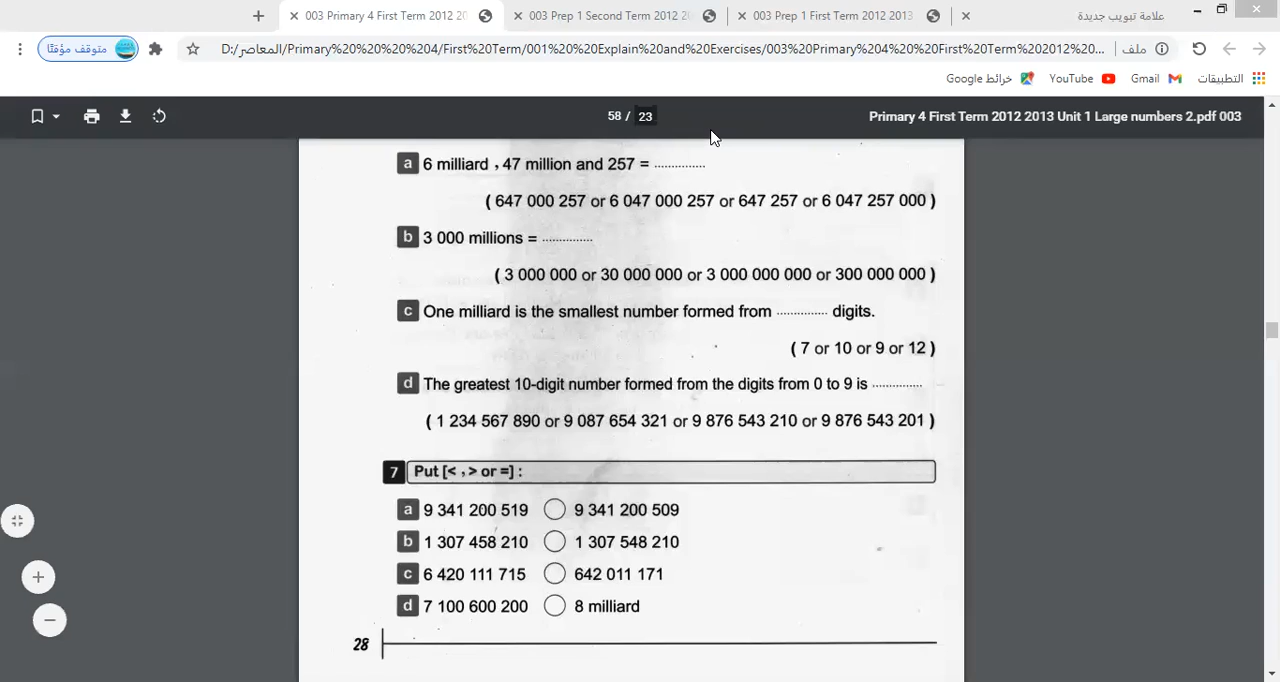 003 Primary 4 First Term 2012 20
003 Prep 1 Second Term 2012 20
003 Prep 1 First Term 2012 2013
علامة تبويب جديدة
متوقف مؤقتًا
D:/المعاصر/Primary%20%20%20%204/First%20Term/001%20%20Explain%20and%20Exercises/003%20Primary%204%20%20First%20Term%202012%20...
ملف
التطبيقات
Gmail
YouTube
خرائط Google
58 / 23
Primary 4 First Term 2012 2013 Unit 1 Large numbers 2.pdf 003
a 6 milliard , 47 million and 257 = ..............
( 647 000 257 or 6 047 000 257 or 647 257 or 6 047 257 000 )
b 3 000 millions = ..............
( 3 000 000 or 30 000 000 or 3 000 000 000 or 300 000 000 )
c One milliard is the smallest number formed from .............. digits.
( 7 or 10 or 9 or 12 )
d The greatest 10-digit number formed from the digits from 0 to 9 is ..............
( 1 234 567 890 or 9 087 654 321 or 9 876 543 210 or 9 876 543 201 )
7 Put [< , > or =] :
a 9 341 200 519 9 341 200 509
b 1 307 458 210 1 307 548 210
c 6 420 111 715 642 011 171
d 7 100 600 200 8 milliard
28